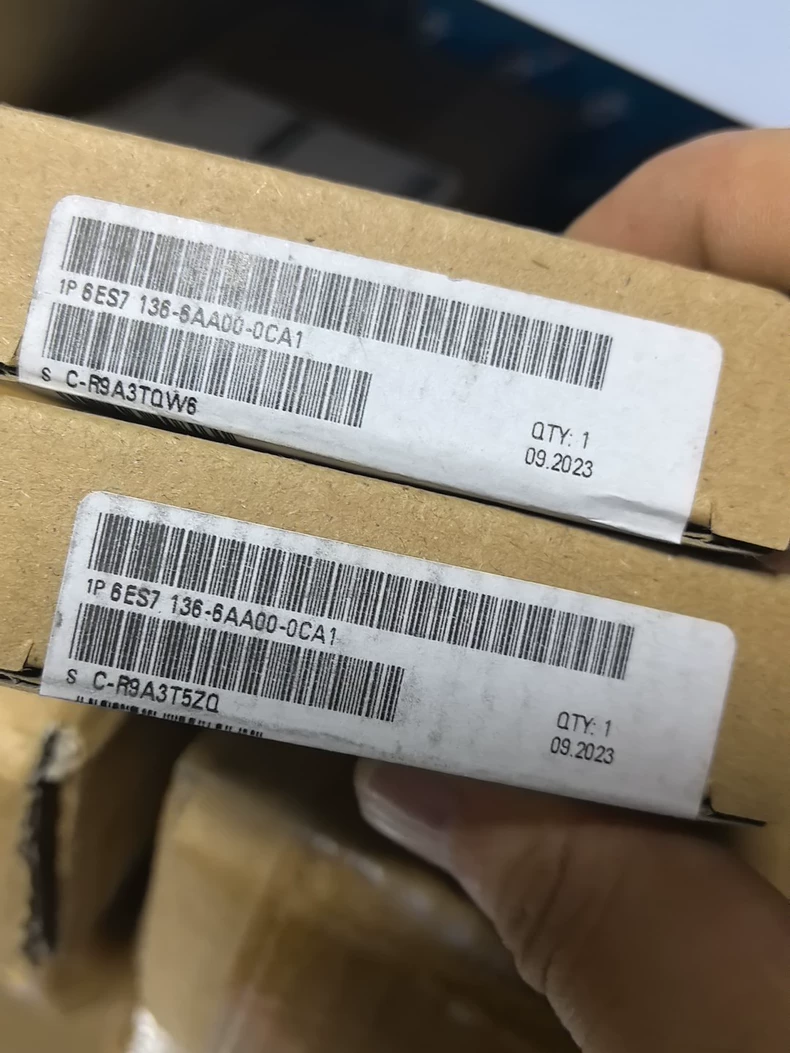 1P 6ES7 136-6AA00-0CA1
S C-R9A3TQW6
QTY: 1
09.2023
1P 6ES7 136-6AA00-0CA1
S C-R9A3T5ZQ
QTY: 1
09.2023